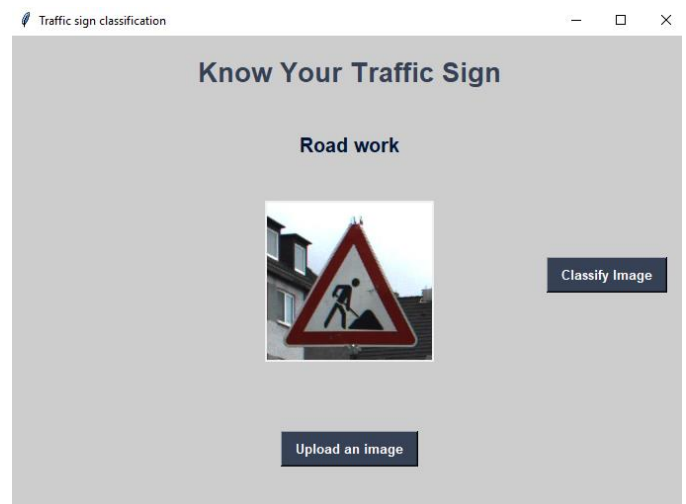 Traffic sign classification
Know Your Traffic Sign
Road work
Classify Image
Upload an image